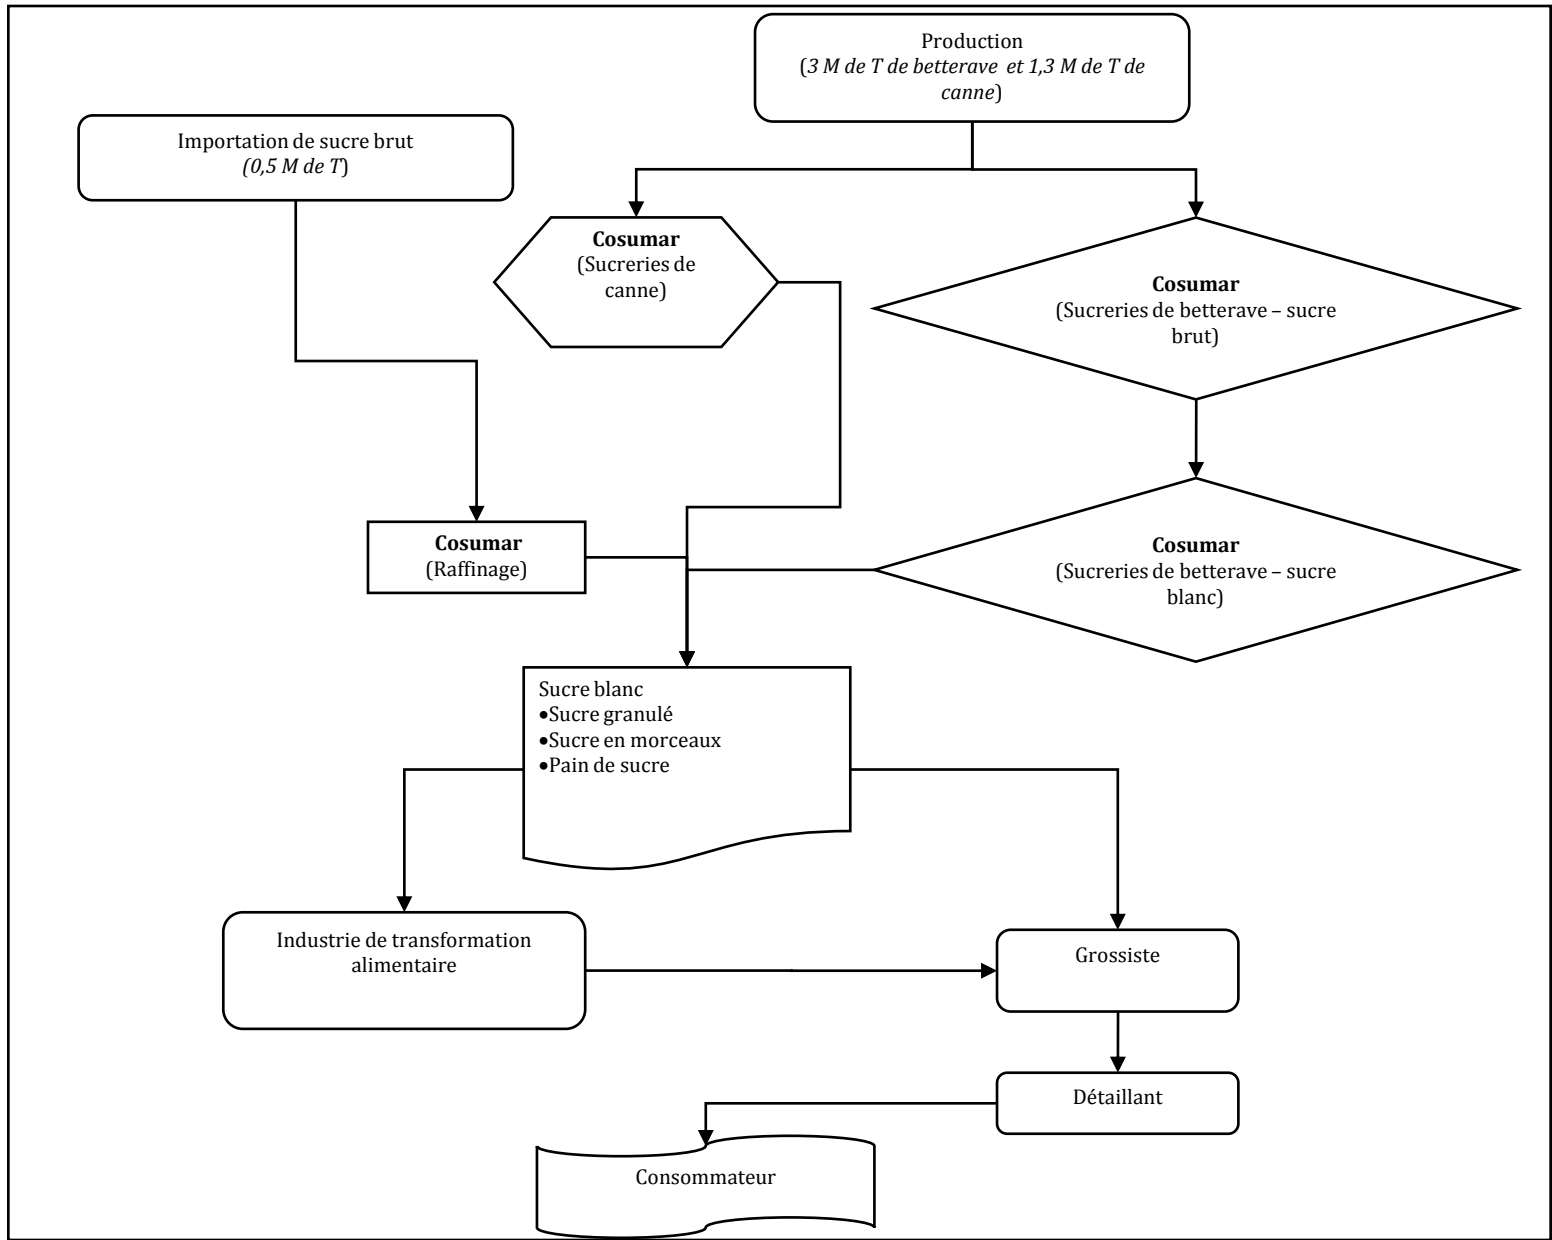 Production
(3 M de T de betterave et 1,3 M de T de
canne)
Importation de sucre brut
(0,5 M de T)
Cosumar
(Sucreries de
canne)
Cosumar
(Sucreries de betterave – sucre
brut)
Cosumar
(Raffinage)
Cosumar
(Sucreries de betterave – sucre
blanc)
Sucre blanc
•Sucre granulé
•Sucre en morceaux
•Pain de sucre
Industrie de transformation
alimentaire
Grossiste
Détaillant
Consommateur